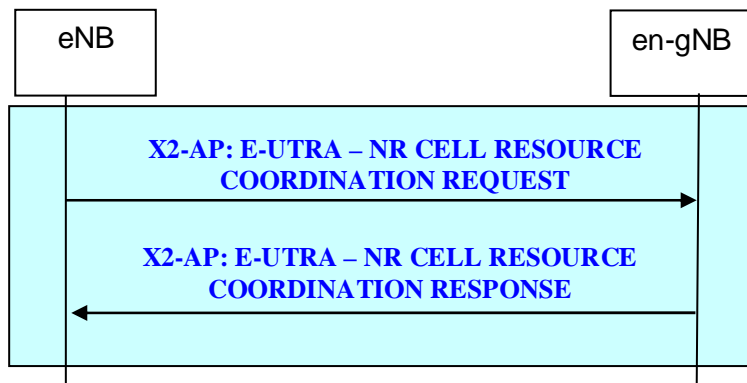 eNB
en-gNB
X2-AP: E-UTRA – NR CELL RESOURCE
COORDINATION REQUEST
X2-AP: E-UTRA – NR CELL RESOURCE
COORDINATION RESPONSE